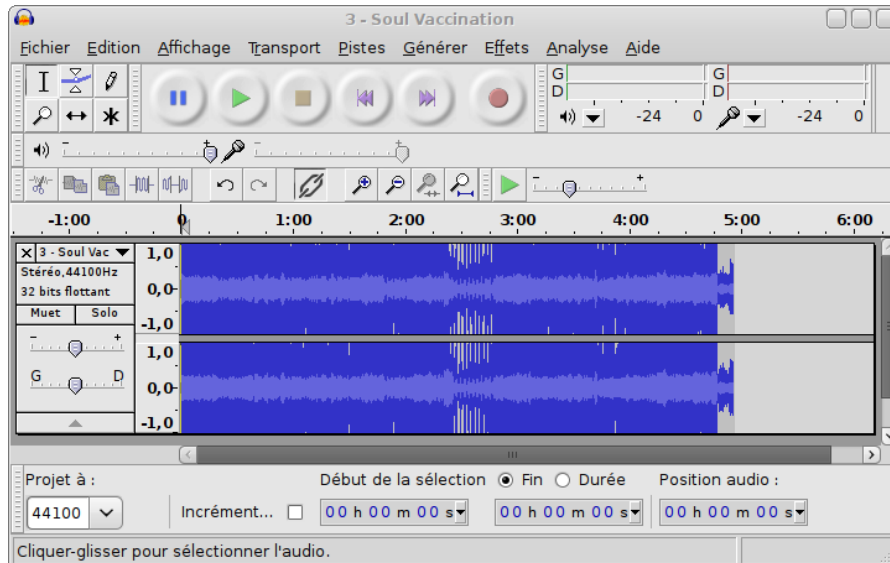 3 - Soul Vaccination
Fichier Edition Affichage Transport Pistes Générer Effets Analyse Aide
G G
D D
-24 0 -24 0
- + 
-1:00 0 1:00 2:00 3:00 4:00 5:00 6:00
3 - Soul Vac 1,0
Stéréo,44100Hz
32 bits flottant 0,0
Muet Solo
-1,0
- +
1,0
G D
0,0
-1,0
Projet à : Début de la sélection Fin Durée Position audio :
44100 Incrément... 00 h 00 m 00 s 00 h 00 m 00 s 00 h 00 m 00 s
Cliquer-glisser pour sélectionner l'audio.